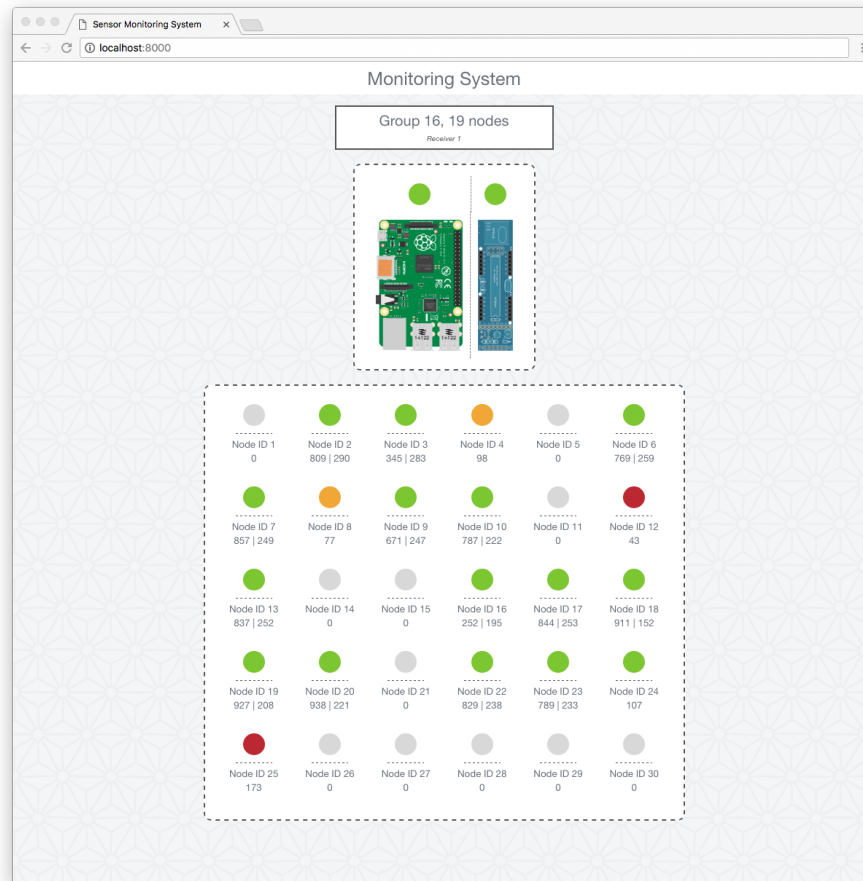 Sensor Monitoring System
localhost:8000
Monitoring System
Group 16, 19 nodes
Receiver 1
Node ID 1 Node ID 2 Node ID 3 Node ID 4 Node ID 5 Node ID 6
0 809 | 290 345 | 283 98 0 769 | 259
Node ID 7 Node ID 8 Node ID 9 Node ID 10 Node ID 11 Node ID 12
857 | 249 77 671 | 247 787 | 222 0 43
Node ID 13 Node ID 14 Node ID 15 Node ID 16 Node ID 17 Node ID 18
837 | 252 0 0 252 | 195 844 | 253 911 | 152
Node ID 19 Node ID 20 Node ID 21 Node ID 22 Node ID 23 Node ID 24
927 | 208 938 | 221 0 829 | 238 789 | 233 107
Node ID 25 Node ID 26 Node ID 27 Node ID 28 Node ID 29 Node ID 30
173 0 0 0 0 0